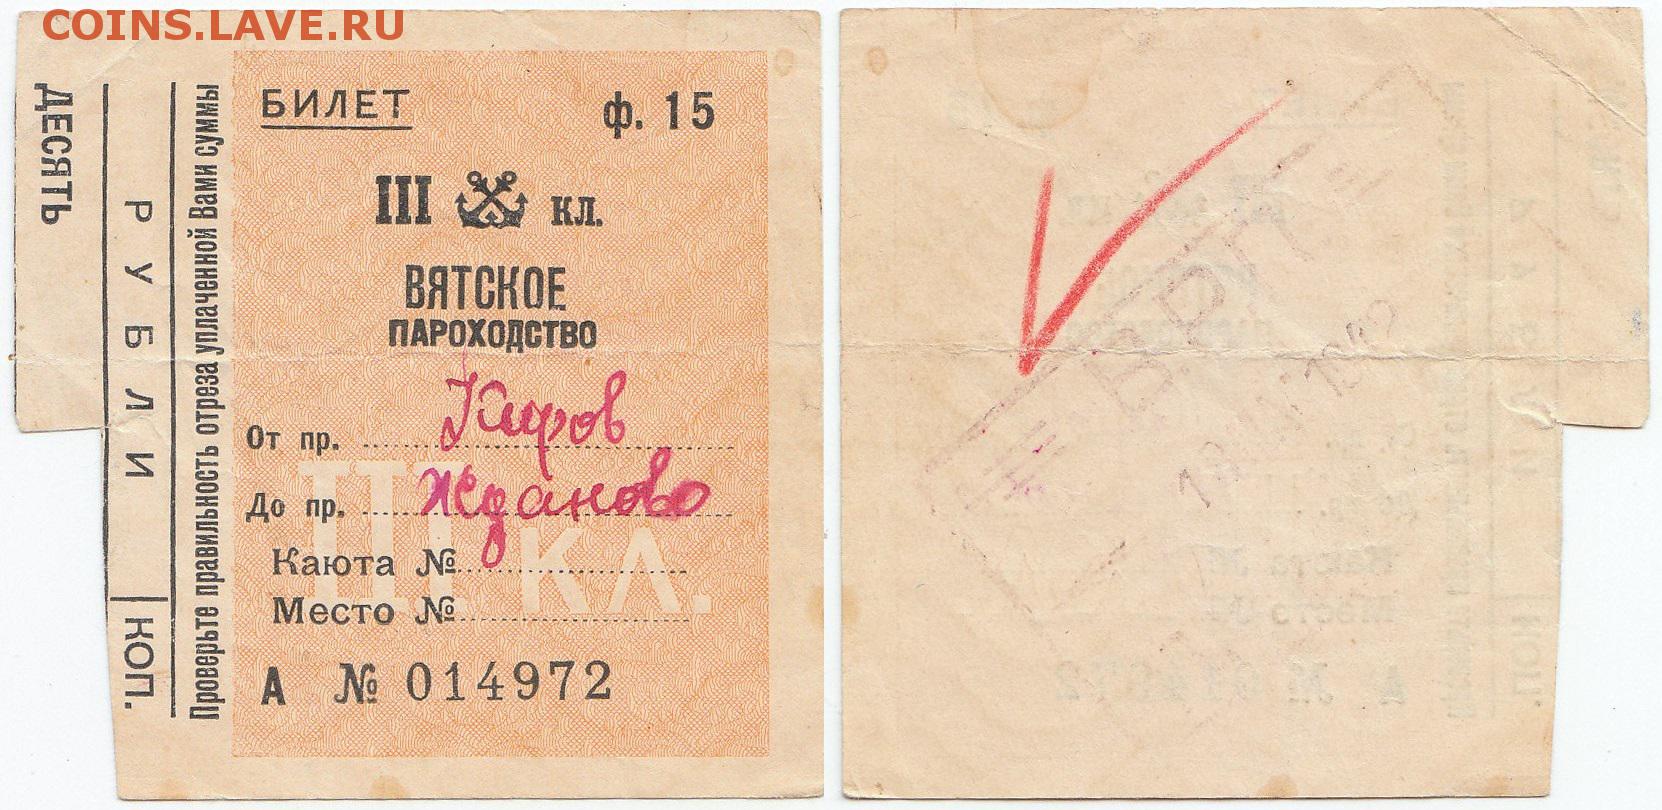 COINS.LAVE.RU
ДЕСЯТЬ
РУБЛИ КОП.
Проверьте правильность отреза уплаченной Вами суммы
БИЛЕТ ф. 15
III кл.
ВЯТСКОЕ
ПАРОХОДСТВО
От пр. Киров
До пр. Жданово
III кл.
Каюта №
Место №
А № 014972